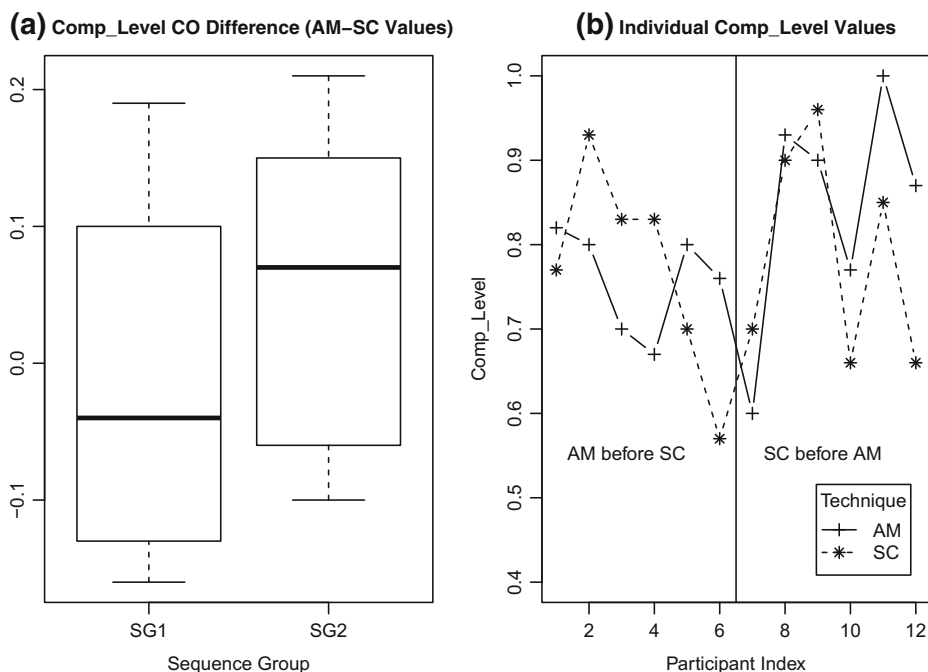 (a) Comp_Level CO Difference (AM−SC Values)
0.2
0.1
0.0
−0.1
SG1 SG2
Sequence Group
(b) Individual Comp_Level Values
1.0
0.9
0.8
0.7
0.6
0.5
0.4
Comp_Level
AM before SC
SC before AM
Technique
AM
SC
2 4 6 8 10 12
Participant Index